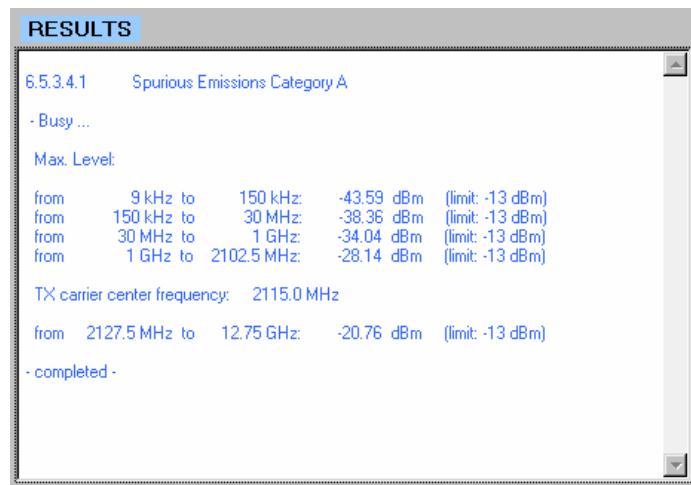 RESULTS
6.5.3.4.1 Spurious Emissions Category A
- Busy ...
Max. Level:
from 9 kHz to 150 kHz: -43.59 dBm (limit: -13 dBm)
from 150 kHz to 30 MHz: -38.36 dBm (limit: -13 dBm)
from 30 MHz to 1 GHz: -34.04 dBm (limit: -13 dBm)
from 1 GHz to 2102.5 MHz: -28.14 dBm (limit: -13 dBm)
TX carrier center frequency: 2115.0 MHz
from 2127.5 MHz to 12.75 GHz: -20.76 dBm (limit: -13 dBm)
- completed -